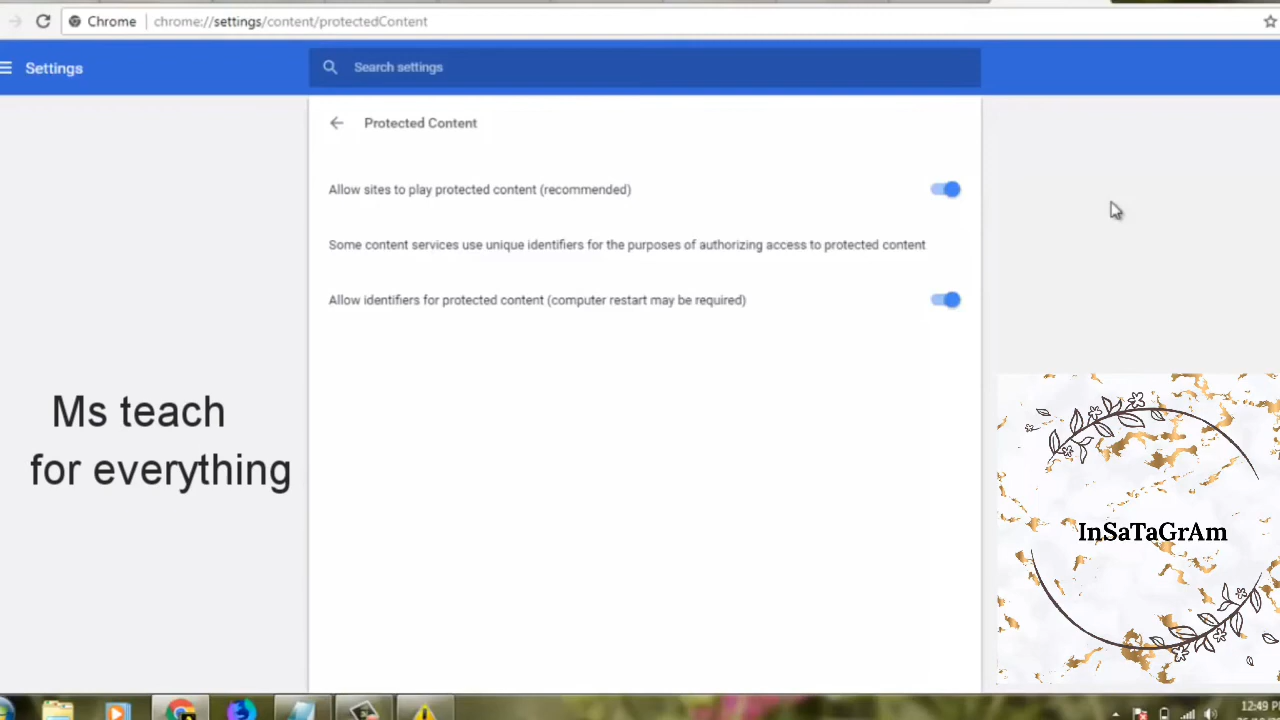 Chrome chrome://settings/content/protectedContent
Settings
Search settings
Protected Content
Allow sites to play protected content (recommended)
Some content services use unique identifiers for the purposes of authorizing access to protected content
Allow identifiers for protected content (computer restart may be required)
Ms teach
for everything
InSaTaGrAm
12:49